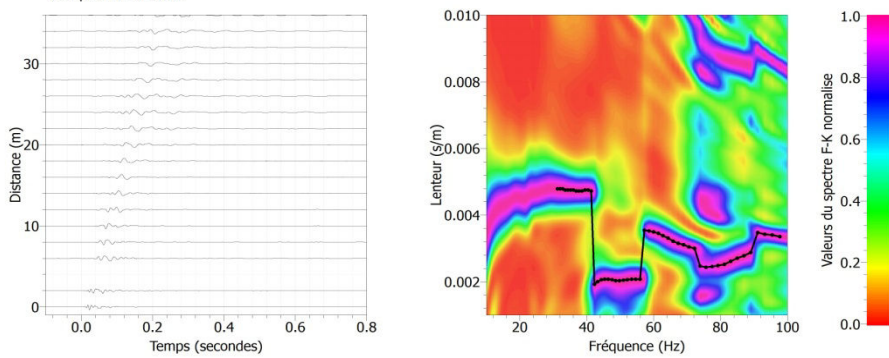 Distance (m)
30
20
10
0
0.0 0.2 0.4 0.6 0.8
Temps (secondes)
Lenteur (s/m)
0.010
0.008
0.006
0.004
0.002
20 40 60 80 100
Fréquence (Hz)
Valeurs du spectre F-K normalise
1.0
0.8
0.6
0.4
0.2
0.0